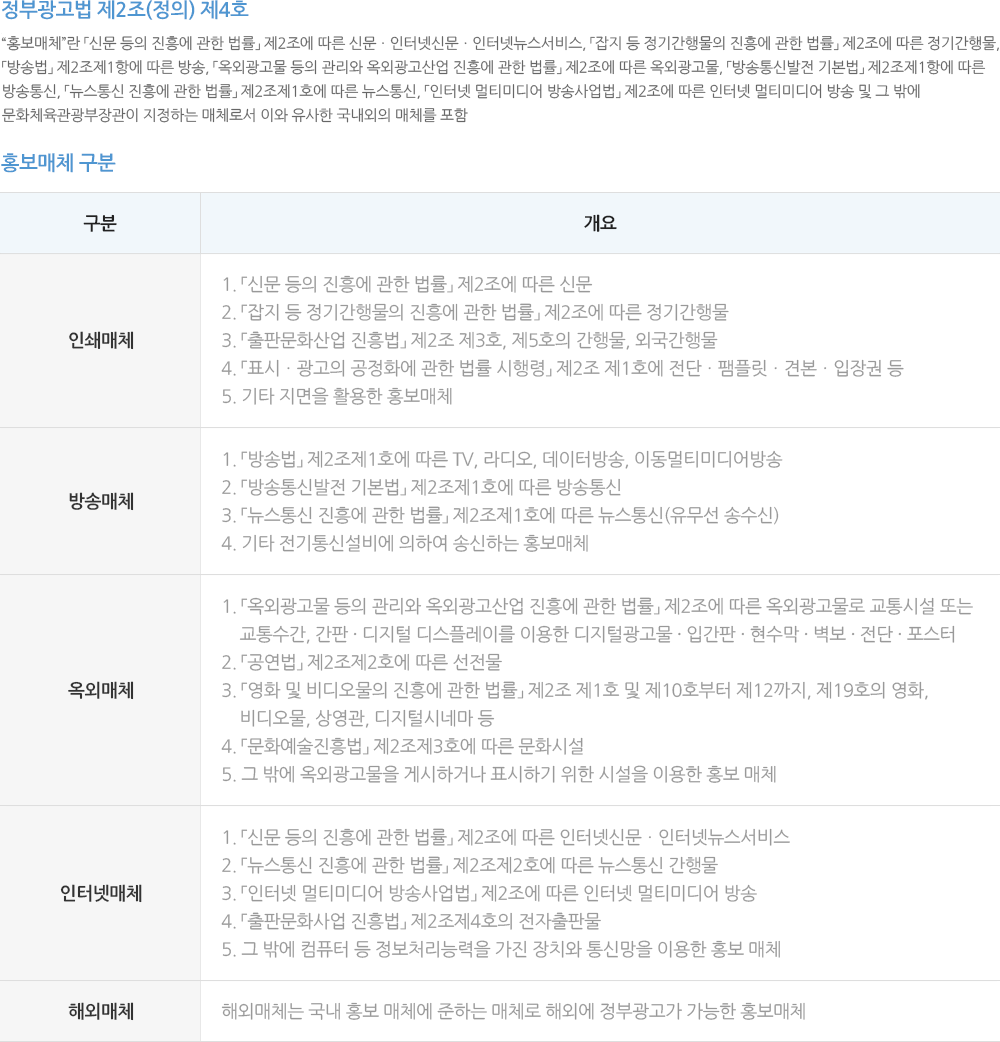 정부광고법 제2조(정의) 제4호
“홍보매체”란 「신문 등의 진흥에 관한 법률」 제2조에 따른 신문 · 인터넷신문 · 인터넷뉴스서비스, 「잡지 등 정기간행물의 진흥에 관한 법률」 제2조에 따른 정기간행물,
「방송법」 제2조제1항에 따른 방송, 「옥외광고물 등의 관리와 옥외광고산업 진흥에 관한 법률」 제2조에 따른 옥외광고물, 「방송통신발전 기본법」 제2조제1항에 따른
방송통신, 「뉴스통신 진흥에 관한 법률」 제2조제1호에 따른 뉴스통신, 「인터넷 멀티미디어 방송사업법」 제2조에 따른 인터넷 멀티미디어 방송 및 그 밖에
문화체육관광부장관이 지정하는 매체로서 이와 유사한 국내외의 매체를 포함
홍보매체 구분
구분
개요
인쇄매체
1. 「신문 등의 진흥에 관한 법률」 제2조에 따른 신문
2. 「잡지 등 정기간행물의 진흥에 관한 법률」 제2조에 따른 정기간행물
3. 「출판문화산업 진흥법」 제2조 제3호, 제5호의 간행물, 외국간행물
4. 「표시 · 광고의 공정화에 관한 법률 시행령」 제2조 제1호에 전단 · 팸플릿 · 견본 · 입장권 등
5. 기타 지면을 활용한 홍보매체
방송매체
1. 「방송법」 제2조제1호에 따른 TV, 라디오, 데이터방송, 이동멀티미디어방송
2. 「방송통신발전 기본법」 제2조제1호에 따른 방송통신
3. 「뉴스통신 진흥에 관한 법률」 제2조제1호에 따른 뉴스통신(유무선 송수신)
4. 기타 전기통신설비에 의하여 송신하는 홍보매체
옥외매체
1. 「옥외광고물 등의 관리와 옥외광고산업 진흥에 관한 법률」 제2조에 따른 옥외광고물로 교통시설 또는
교통수간, 간판 · 디지털 디스플레이를 이용한 디지털광고물 · 입간판 · 현수막 · 벽보 · 전단 · 포스터
2. 「공연법」 제2조제2호에 따른 선전물
3. 「영화 및 비디오물의 진흥에 관한 법률」 제2조 제1호 및 제10호부터 제12까지, 제19호의 영화,
비디오물, 상영관, 디지털시네마 등
4. 「문화예술진흥법」 제2조제3호에 따른 문화시설
5. 그 밖에 옥외광고물을 게시하거나 표시하기 위한 시설을 이용한 홍보 매체
인터넷매체
1. 「신문 등의 진흥에 관한 법률」 제2조에 따른 인터넷신문 · 인터넷뉴스서비스
2. 「뉴스통신 진흥에 관한 법률」 제2조제2호에 따른 뉴스통신 간행물
3. 「인터넷 멀티미디어 방송사업법」 제2조에 따른 인터넷 멀티미디어 방송
4. 「출판문화사업 진흥법」 제2조제4호의 전자출판물
5. 그 밖에 컴퓨터 등 정보처리능력을 가진 장치와 통신망을 이용한 홍보 매체
해외매체
해외매체는 국내 홍보 매체에 준하는 매체로 해외에 정부광고가 가능한 홍보매체